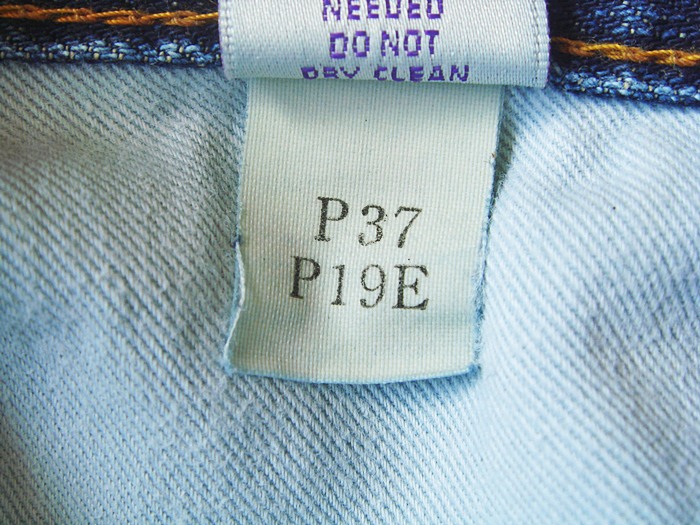 NEEDED
DO NOT
DRY CLEAN
P37
P19E